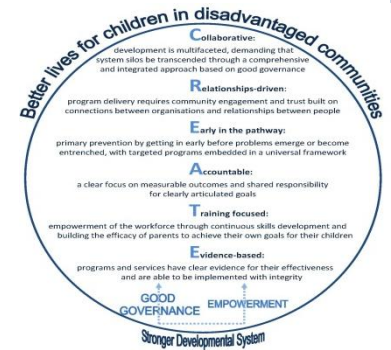 Better lives for children in disadvantaged communities
Collaborative:
development is multifaceted, demanding that
system silos be transcended through a comprehensive
and integrated approach based on good governance
Relationships-driven:
program delivery requires community engagement and trust built on
connections between organisations and relationships between people
Early in the pathway:
primary prevention by getting in early before problems emerge or become
entrenched, with targeted programs embedded in a universal framework
Accountable:
a clear focus on measurable outcomes and shared responsibility
for clearly articulated goals
Training focused:
empowerment of the workforce through continuous skills development and
building the efficacy of parents to achieve their own goals for their children
Evidence-based:
programs and services have clear evidence for their effectiveness
and are able to be implemented with integrity
GOOD
GOVERNANCE
EMPOWERMENT
Stronger Developmental System